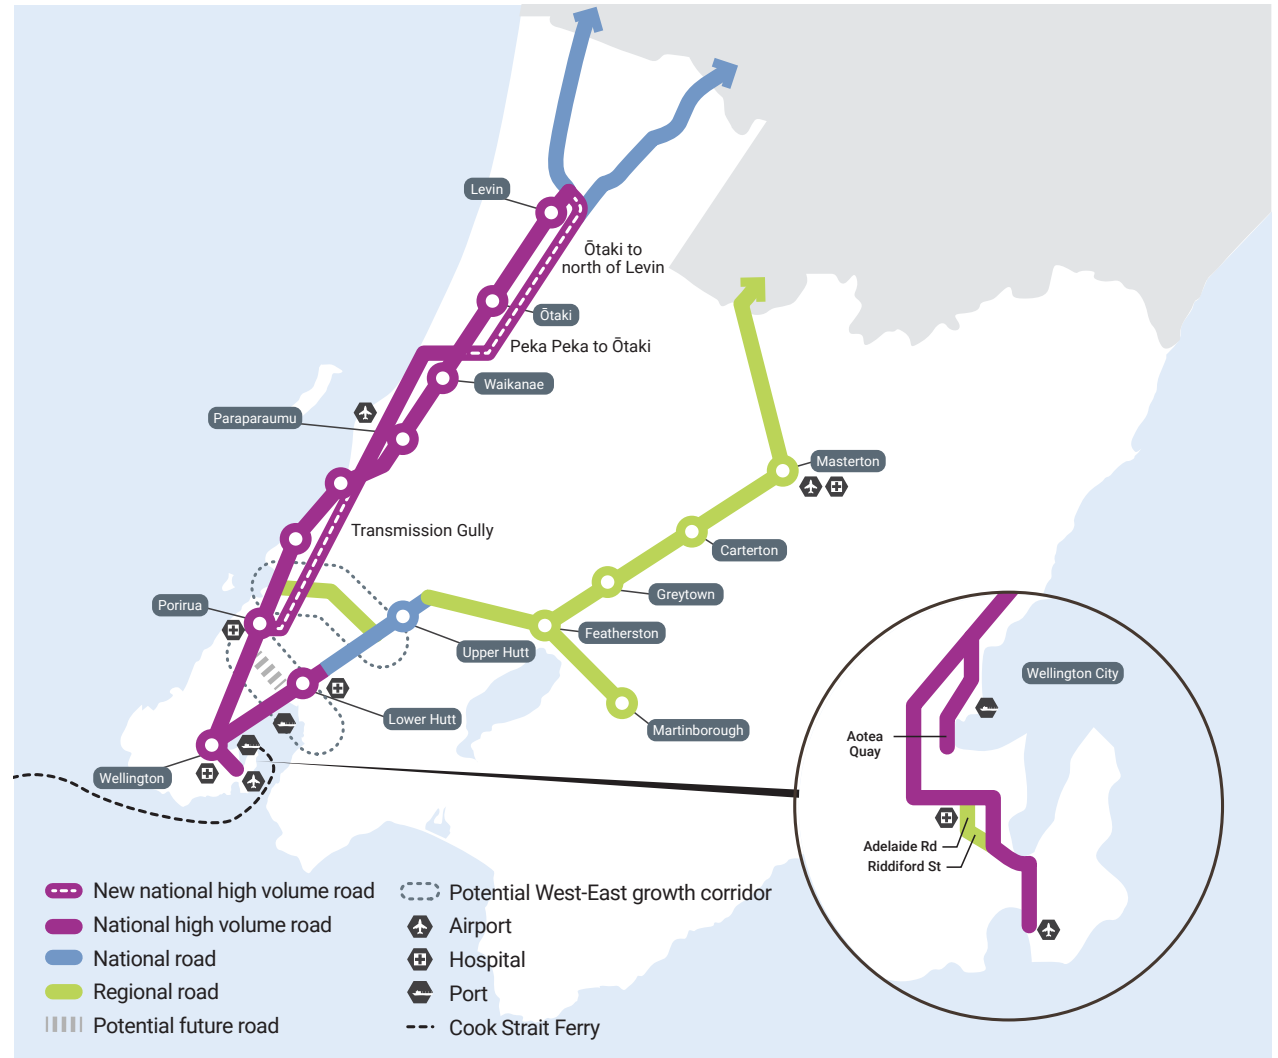 Levin
Ōtaki to
north of Levin
Ōtaki
Peka Peka to Ōtaki
Waikanae
Paraparaumu
Masterton
Transmission Gully
Carterton
Greytown
Porirua
Featherston
Upper Hutt
Wellington City
Lower Hutt
Martinborough
Aotea
Quay
Wellington
Adelaide Rd
Riddiford St
New national high volume road
National high volume road
National road
Regional road
Potential future road
Potential West-East growth corridor
Airport
Hospital
Port
Cook Strait Ferry